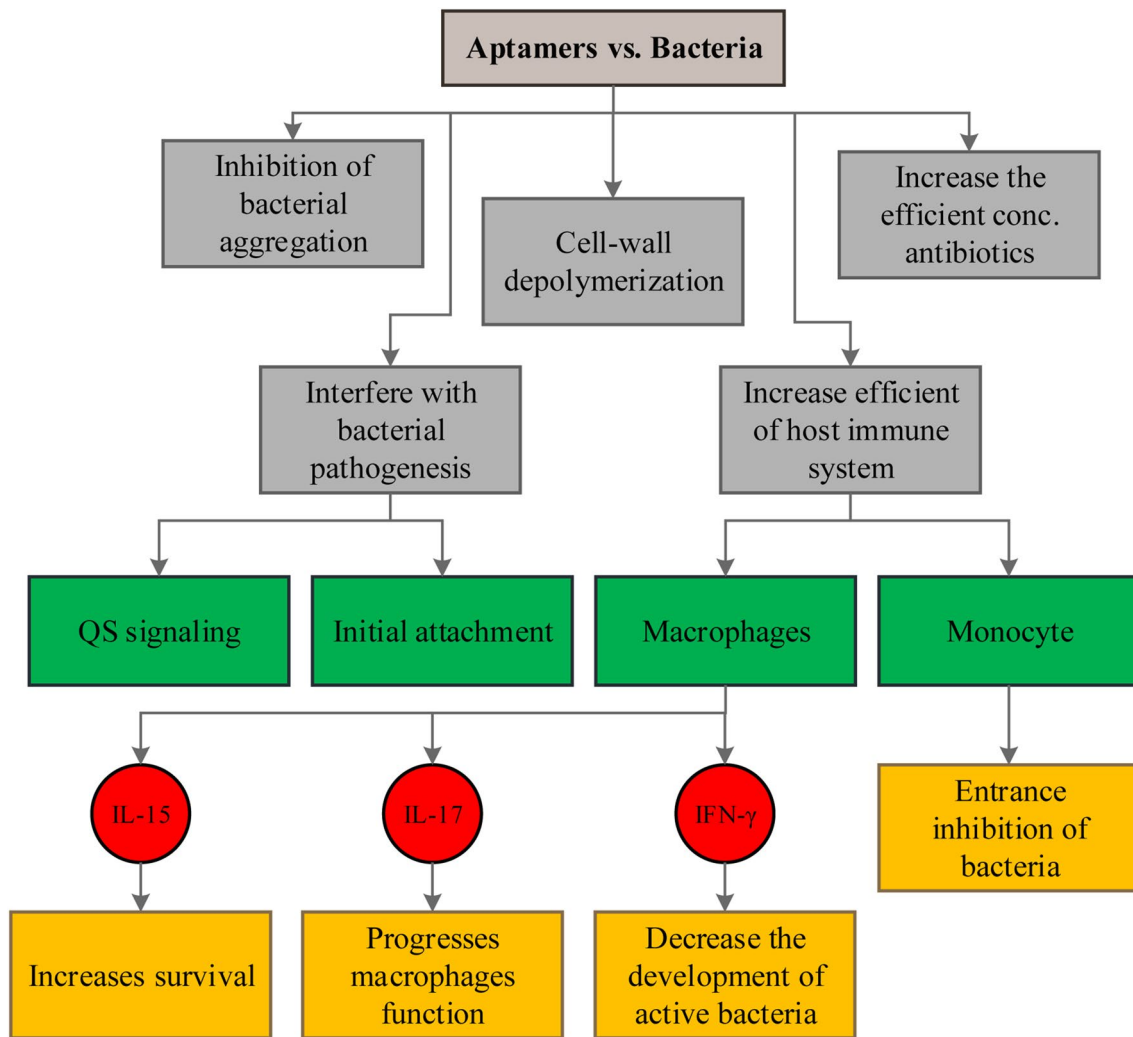 Aptamers vs. Bacteria
Inhibition of
bacterial
aggregation
Cell-wall
depolymerization
Increase the
efficient conc.
antibiotics
Interfere with
bacterial
pathogenesis
Increase efficient
of host immune
system
QS signaling
Initial attachment
Macrophages
Monocyte
IL-15
IL-17
IFN-γ
Entrance
inhibition of
bacteria
Increases survival
Progresses
macrophages
function
Decrease the
development of
active bacteria